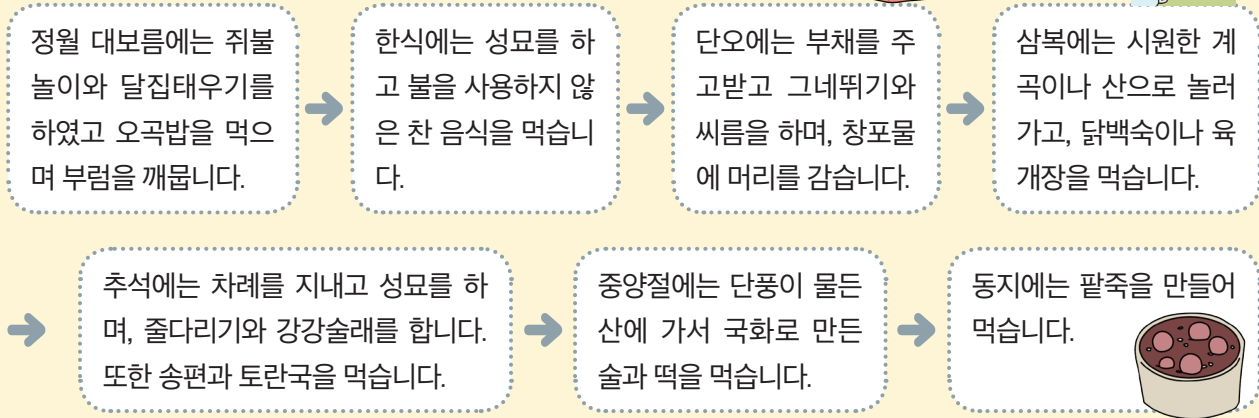 정월 대보름에는 쥐불
놀이와 달집태우기를
하였고 오곡밥을 먹으
며 부럼을 깨뭅니다.
한식에는 성묘를 하
고 불을 사용하지 않
은 찬 음식을 먹습니
다.
단오에는 부채를 주
고받고 그네뛰기와
씨름을 하며, 창포물
에 머리를 감습니다.
삼복에는 시원한 계
곡이나 산으로 놀러
가고, 닭백숙이나 육
개장을 먹습니다.
추석에는 차례를 지내고 성묘를 하
며, 줄다리기와 강강술래를 합니다.
또한 송편과 토란국을 먹습니다.
중양절에는 단풍이 물든
산에 가서 국화로 만든
술과 떡을 먹습니다.
동지에는 팥죽을 만들어
먹습니다.